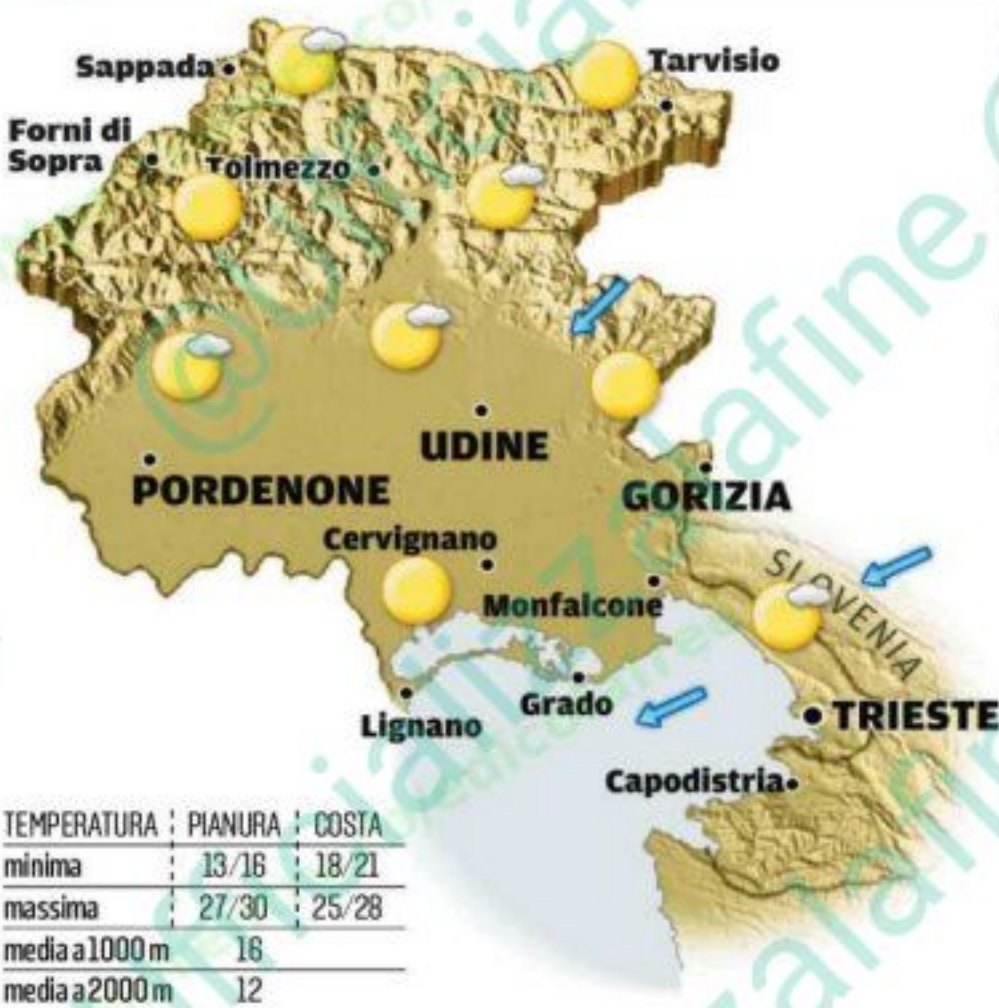 Sappada
Tarvisio
Forni di
Sopra
Tolmezzo
UDINE
PORDENONE
GORIZIA
Cervignano
SLOVENIA
Monfalcone
Grado
Lignano
TRIESTE
Capodistria
TEMPERATURA PIANURA COSTA
minima 13/16 18/21
massima 27/30 25/28
media a 1000 m 16
media a 2000 m 12